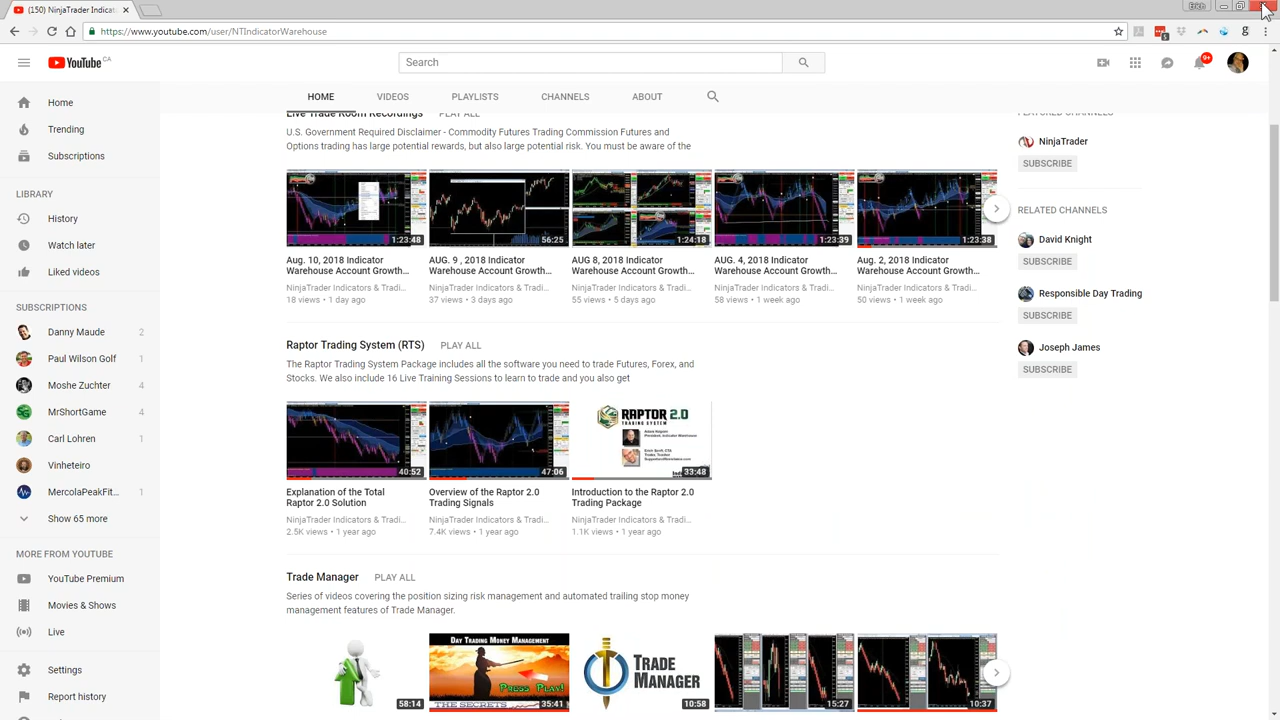 (150) NinjaTrader Indicat
Erich
https://www.youtube.com/user/NTIndicatorWarehouse
5
YouTube CA
Search
9+
HOME
VIDEOS
PLAYLISTS
CHANNELS
ABOUT
Home
Trending
Subscriptions
LIBRARY
History
Watch later
Liked videos
SUBSCRIPTIONS
Danny Maude 2
Paul Wilson Golf 1
Moshe Zuchter 4
MrShortGame 4
Carl Lohren 1
Vinheteiro
MercolaPeakFit... 1
Show 65 more
MORE FROM YOUTUBE
YouTube Premium
Movies & Shows
Live
Settings
Report history
Live Trade Room Recordings PLAY ALL
U.S. Government Required Disclaimer - Commodity Futures Trading Commission Futures and
Options trading has large potential rewards, but also large potential risk. You must be aware of the
1:23:48
56:25
1:24:18
1:23:39
1:23:38
Aug. 10, 2018 Indicator
Warehouse Account Growth...
NinjaTrader Indicators & Tradi...
18 views • 1 day ago
AUG. 9 , 2018 Indicator
Warehouse Account Growth...
NinjaTrader Indicators & Tradi...
37 views • 3 days ago
AUG 8, 2018 Indicator
Warehouse Account Growth...
NinjaTrader Indicators & Tradi...
55 views • 5 days ago
AUG. 4, 2018 Indicator
Warehouse Account Growth...
NinjaTrader Indicators & Tradi...
58 views • 1 week ago
Aug. 2, 2018 Indicator
Warehouse Account Growth...
NinjaTrader Indicators & Tradi...
50 views • 1 week ago
Raptor Trading System (RTS) PLAY ALL
The Raptor Trading System Package includes all the software you need to trade Futures, Forex, and
Stocks. We also include 16 Live Training Sessions to learn to trade and you also get
40:52
47:06
RAPTOR 2.0
TRADING SYSTEM
33:48
Explanation of the Total
Raptor 2.0 Solution
NinjaTrader Indicators & Tradi...
2.5K views • 1 year ago
Overview of the Raptor 2.0
Trading Signals
NinjaTrader Indicators & Tradi...
7.4K views • 1 year ago
Introduction to the Raptor 2.0
Trading Package
NinjaTrader Indicators & Tradi...
1.1K views • 1 year ago
Trade Manager PLAY ALL
Series of videos covering the position sizing risk management and automated trailing stop money
management features of Trade Manager.
58:14
DAY TRADING MONEY MANAGEMENT
PRESS PLAY!
THE SECRETS
35:41
TRADE
MANAGER
10:58
15:27
10:37
FEATURED CHANNELS
NinjaTrader
SUBSCRIBE
RELATED CHANNELS
David Knight
SUBSCRIBE
Responsible Day Trading
SUBSCRIBE
Joseph James
SUBSCRIBE